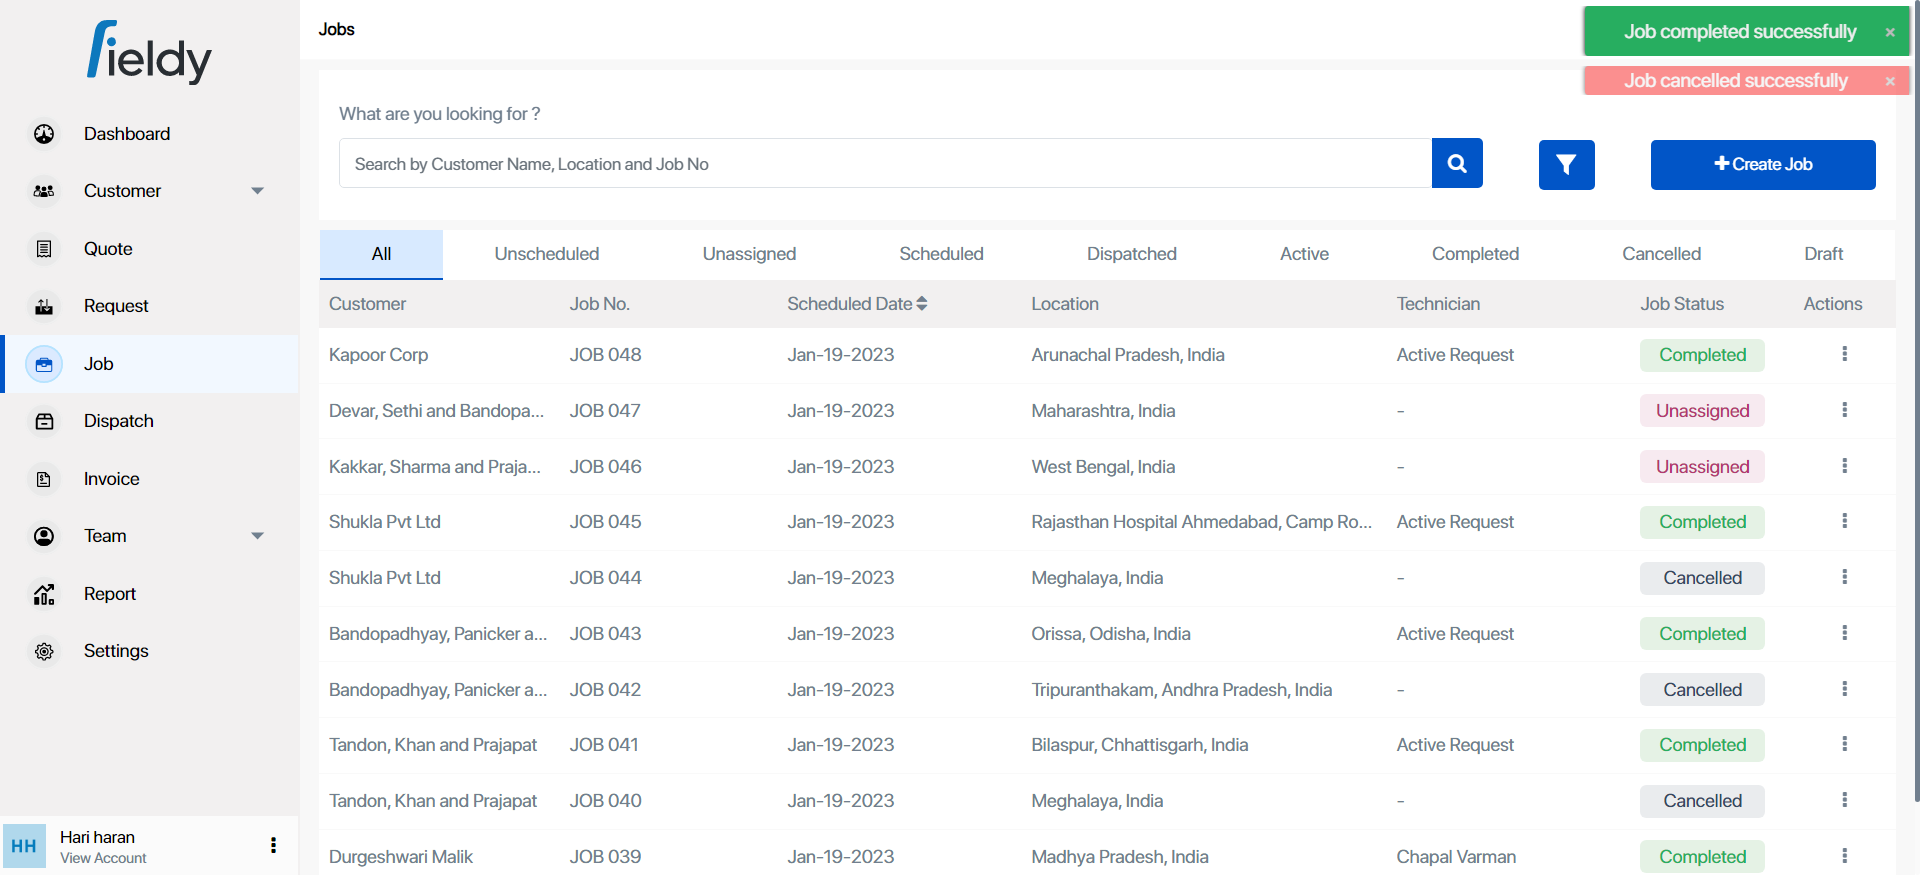 fieldy
Jobs
Job completed successfully ×
Job cancelled successfully ×
Dashboard
Customer
Quote
Request
Job
Dispatch
Invoice
Team
Report
Settings
HH
Hari haran
View Account
What are you looking for ?
Search by Customer Name, Location and Job No
Create Job
All Unscheduled Unassigned Scheduled Dispatched Active Completed Cancelled Draft
Customer Job No. Scheduled Date Location Technician Job Status Actions
Kapoor Corp JOB 048 Jan-19-2023 Arunachal Pradesh, India Active Request Completed
Devar, Sethi and Bandopa... JOB 047 Jan-19-2023 Maharashtra, India - Unassigned
Kakkar, Sharma and Praja... JOB 046 Jan-19-2023 West Bengal, India - Unassigned
Shukla Pvt Ltd JOB 045 Jan-19-2023 Rajasthan Hospital Ahmedabad, Camp Ro... Active Request Completed
Shukla Pvt Ltd JOB 044 Jan-19-2023 Meghalaya, India - Cancelled
Bandopadhyay, Panicker a... JOB 043 Jan-19-2023 Orissa, Odisha, India Active Request Completed
Bandopadhyay, Panicker a... JOB 042 Jan-19-2023 Tripuranthakam, Andhra Pradesh, India - Cancelled
Tandon, Khan and Prajapat JOB 041 Jan-19-2023 Bilaspur, Chhattisgarh, India Active Request Completed
Tandon, Khan and Prajapat JOB 040 Jan-19-2023 Meghalaya, India - Cancelled
Durgeshwari Malik JOB 039 Jan-19-2023 Madhya Pradesh, India Chapal Varman Completed